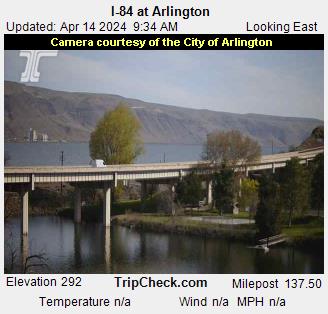 I-84 at Arlington
Updated: Apr 14 2024 9:34 AM Looking East
Camera courtesy of the City of Arlington
Elevation 292 TripCheck.com Milepost 137.50
Temperature n/a Wind n/a MPH n/a